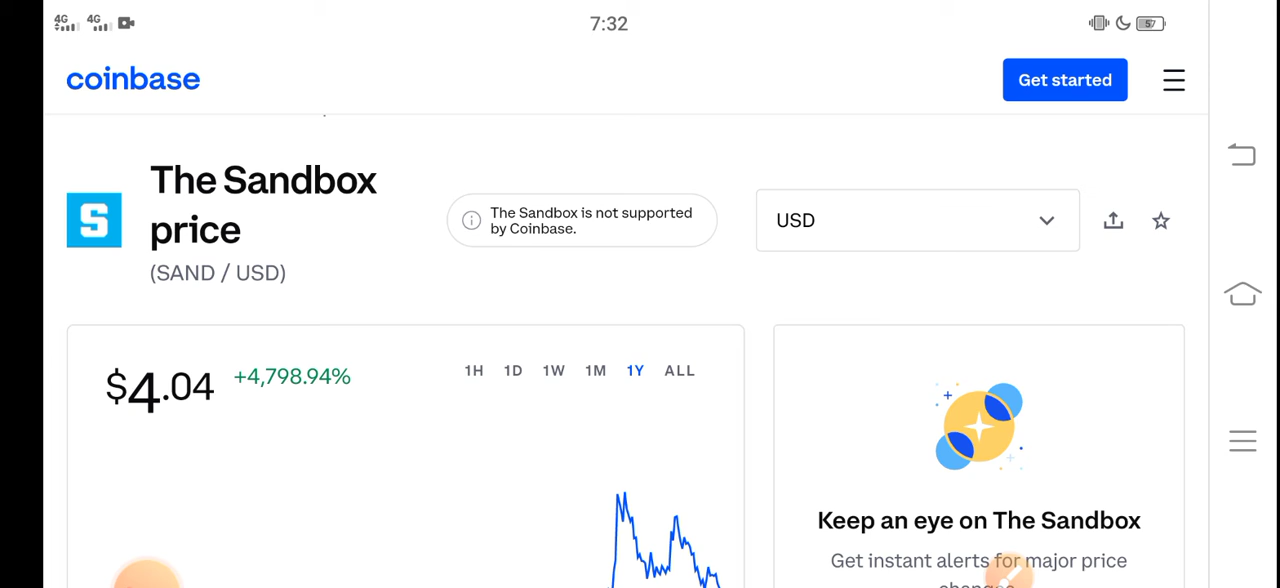 4G 4G 7:32 57
coinbase
Get started
The Sandbox
price
(SAND / USD)
The Sandbox is not supported
by Coinbase.
USD
$4.04 +4,798.94%
1H 1D 1W 1M 1Y ALL
Keep an eye on The Sandbox
Get instant alerts for major price